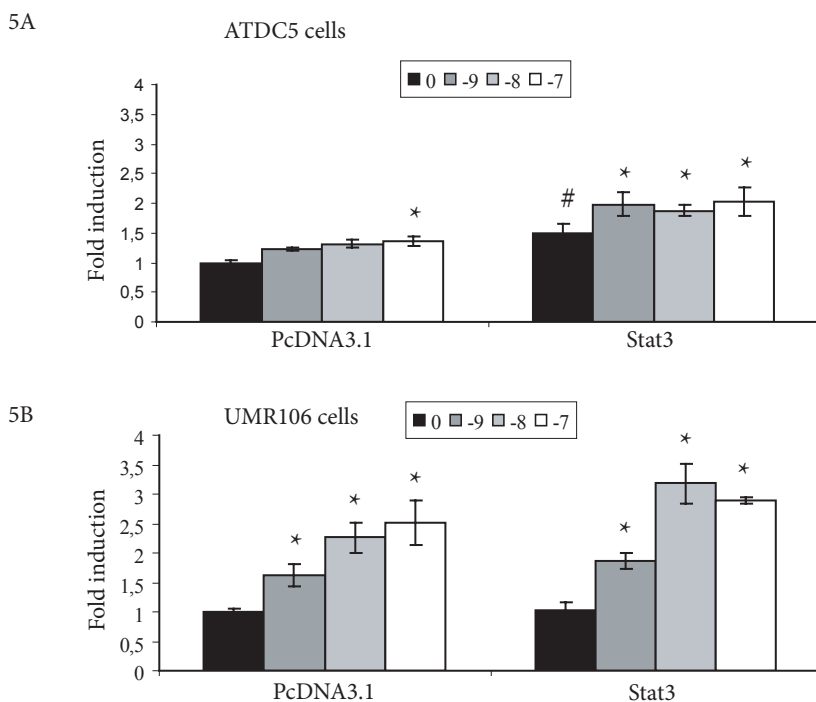 5A
ATDC5 cells
0 -9 -8 -7
Fold induction
4
3,5
3
2,5
2
1,5
1
0,5
0
*
#
*
*
*
PcDNA3.1
Stat3
5B
UMR106 cells
0 -9 -8 -7
Fold induction
4
3,5
3
2,5
2
1,5
1
0,5
0
*
*
*
*
*
*
PcDNA3.1
Stat3